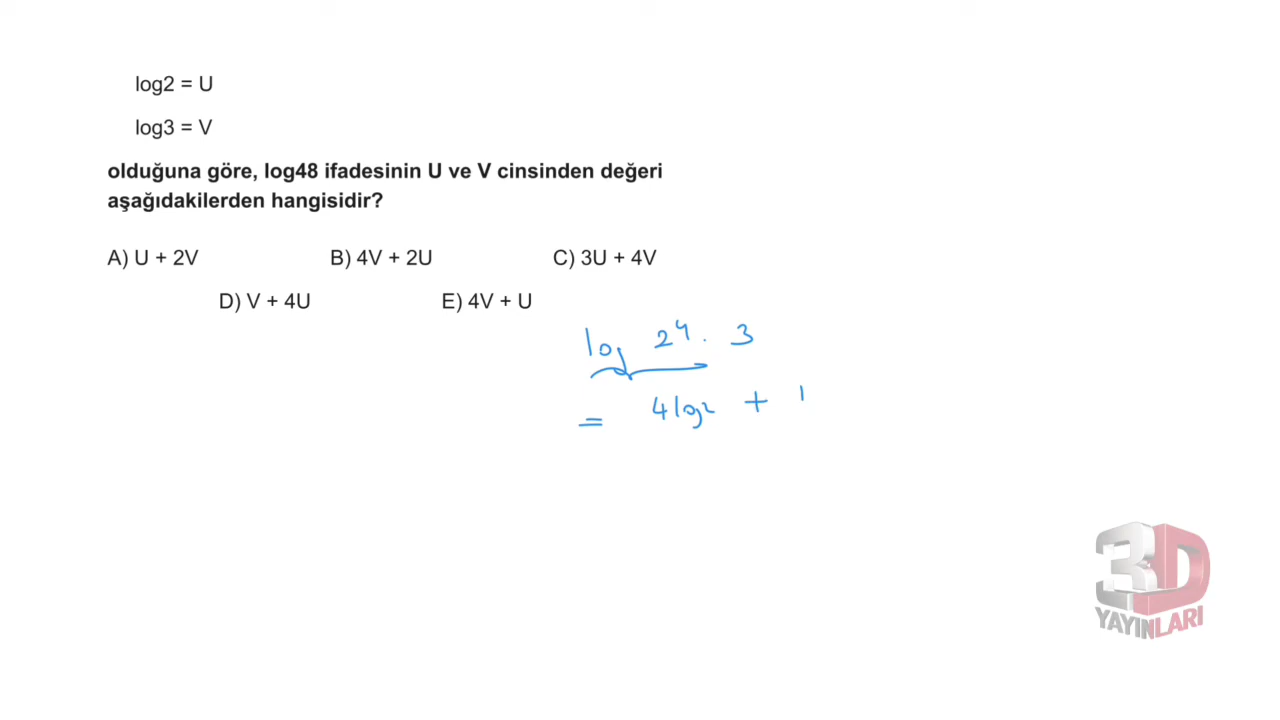 log2 = U
log3 = V
olduğuna göre, log48 ifadesinin U ve V cinsinden değeri
aşağıdakilerden hangisidir?
A) U + 2V B) 4V + 2U C) 3U + 4V
D) V + 4U E) 4V + U
log 2⁴ . 3
= 4log2 + l
3D
YAYINLARI